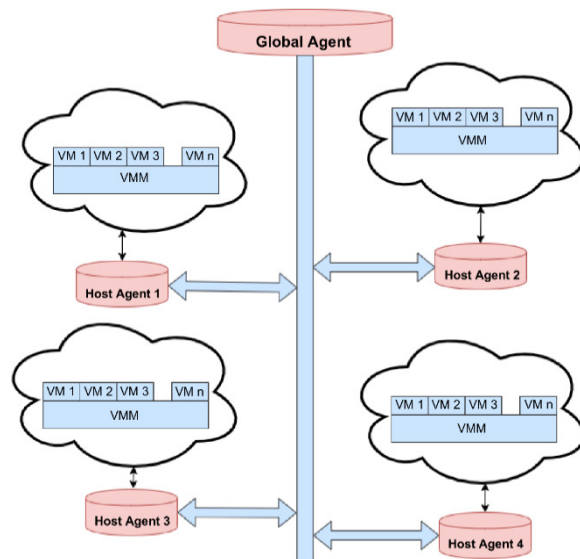 Global Agent
VM 1 VM 2 VM 3 VM n
VMM
Host Agent 1
VM 1 VM 2 VM 3 VM n
VMM
Host Agent 2
VM 1 VM 2 VM 3 VM n
VMM
Host Agent 3
VM 1 VM 2 VM 3 VM n
VMM
Host Agent 4